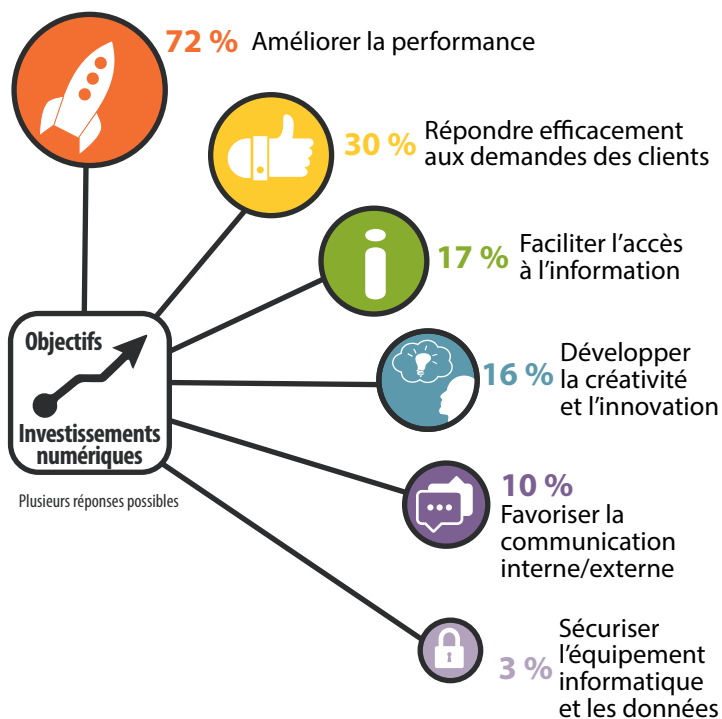 72 % Améliorer la performance
30 % Répondre efficacement
aux demandes des clients
17 % Faciliter l'accès
à l'information
16 % Développer
la créativité
et l'innovation
10 %
Favoriser la
communication
interne/externe
3 % Sécuriser
l'équipement
informatique
et les données
Objectifs
Investissements
numériques
Plusieurs réponses possibles